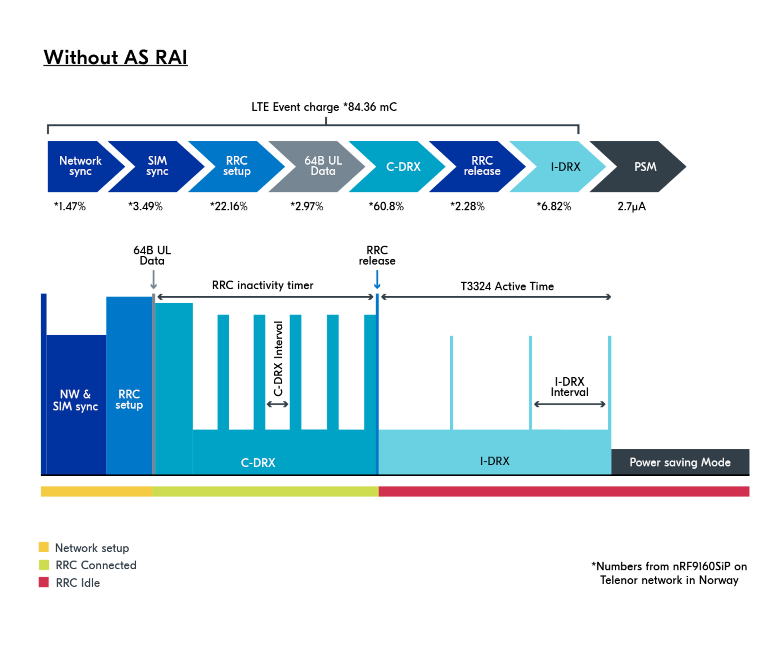 Without AS RAI
LTE Event charge *84.36 mC
Network
sync
SIM
sync
RRC
setup
64B UL
Data
C-DRX
RRC
release
I-DRX
PSM
*1.47%
*3.49%
*22.16%
*2.97%
*60.8%
*2.28%
*6.82%
2.7µA
64B UL
Data
RRC
release
RRC inactivity timer
T3324 Active Time
C-DRX Interval
I-DRX
Interval
NW &
SIM sync
RRC
setup
C-DRX
I-DRX
Power saving Mode
Network setup
RRC Connected
RRC Idle
*Numbers from nRF9160SiP on
Telenor network in Norway